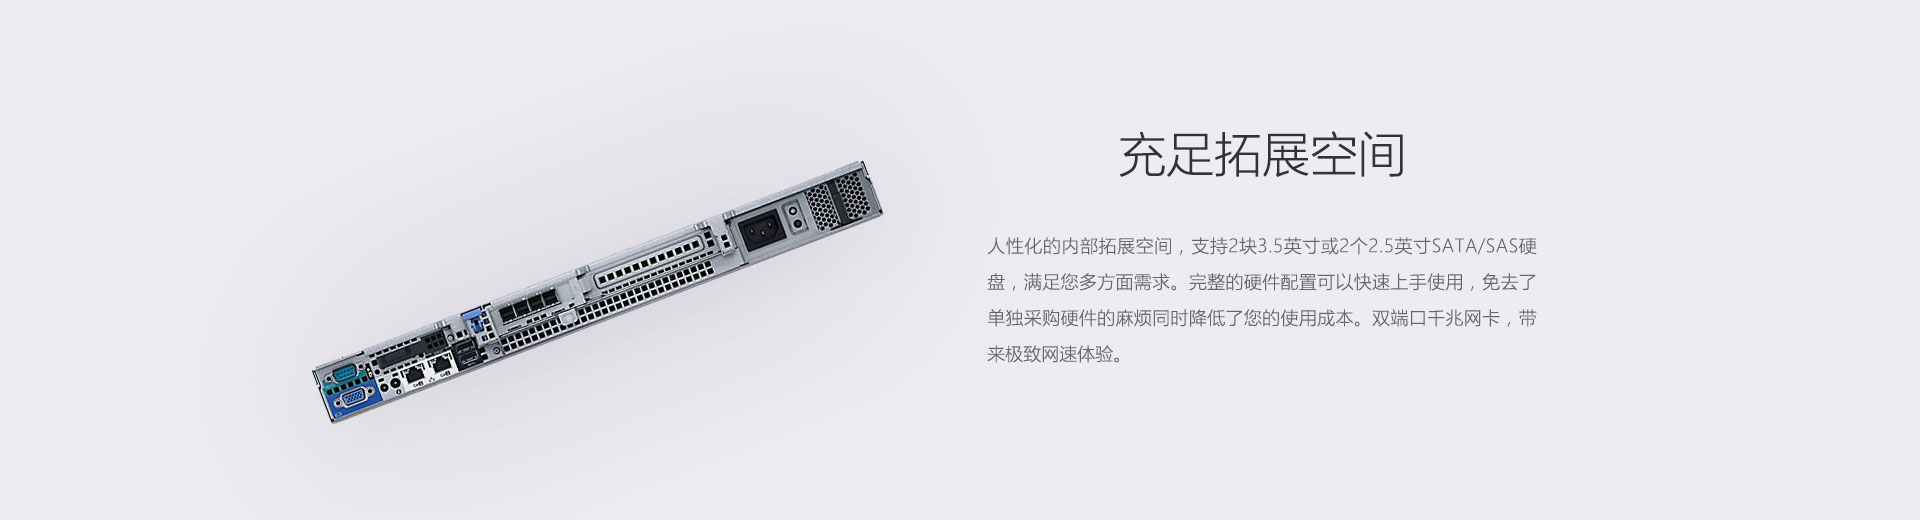 充足拓展空间
人性化的内部拓展空间，支持2块3.5英寸或2个2.5英寸SATA/SAS硬
盘，满足您多方面需求。完整的硬件配置可以快速上手使用，免去了
单独采购硬件的麻烦同时降低了您的使用成本。双端口千兆网卡，带
来极致网速体验。